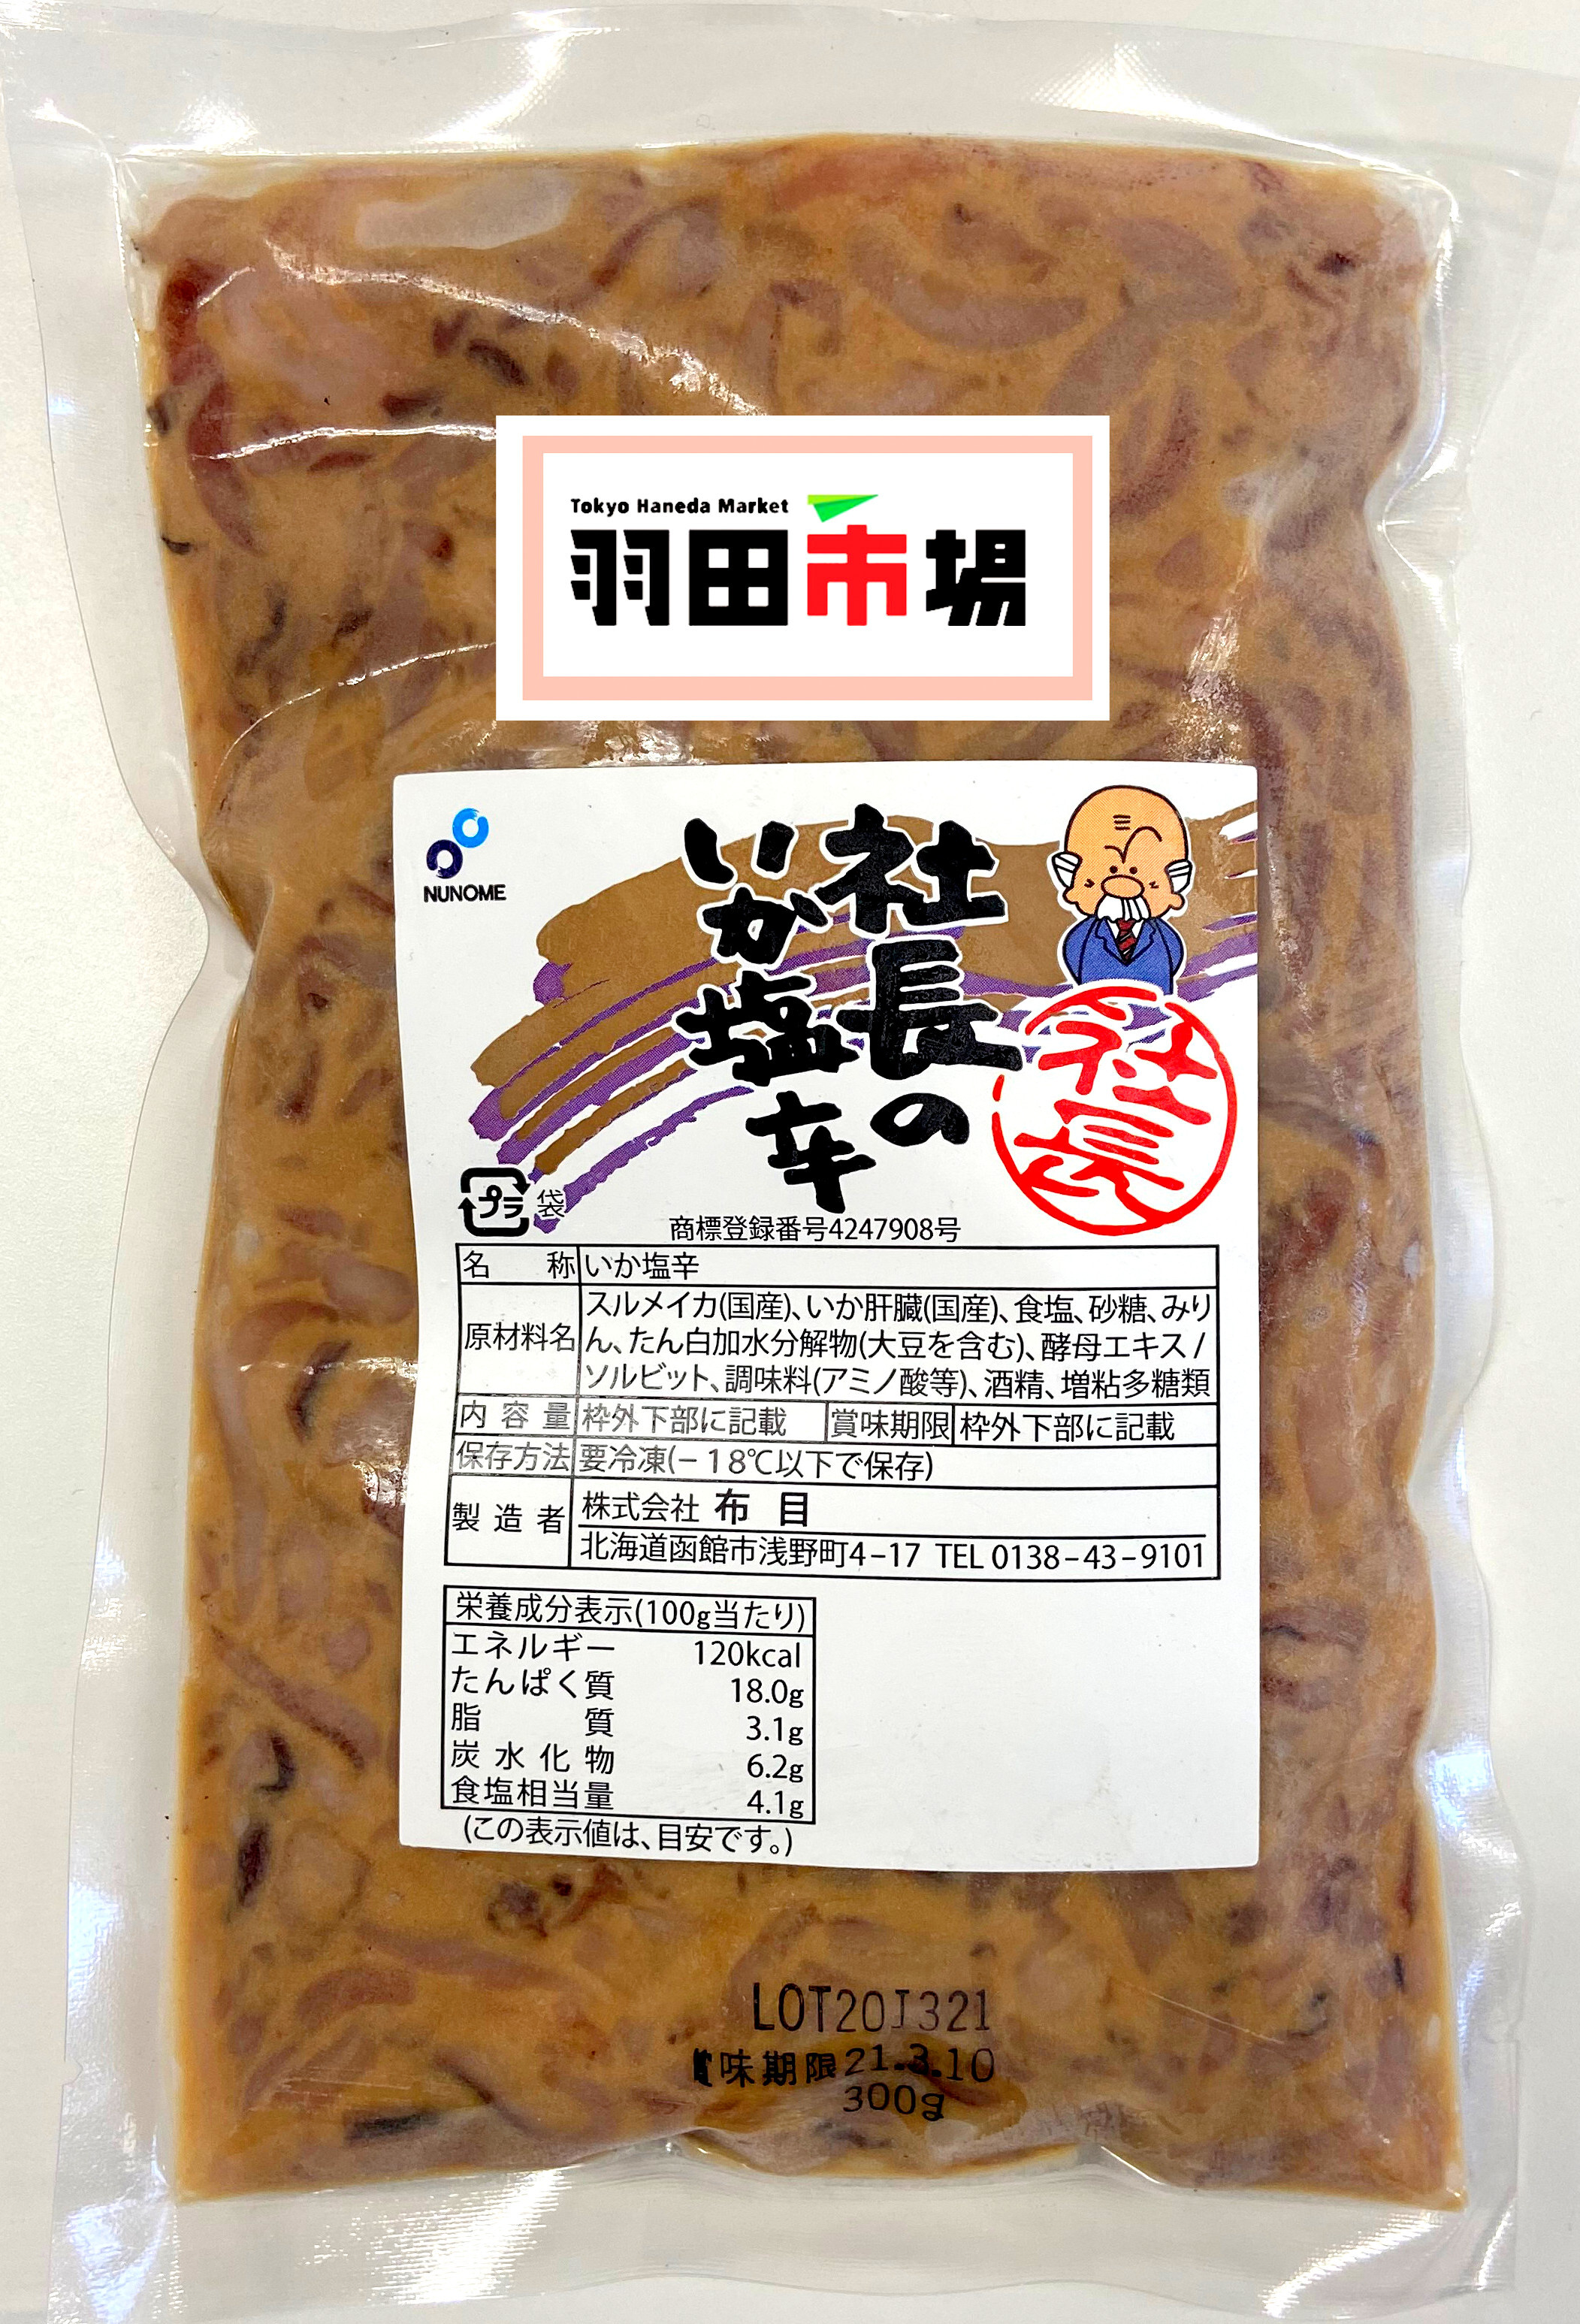 Tokyo Haneda Market
羽田市場
NUNOME
社長の
いか塩辛
社長
プラ 袋
商標登録番号4247908号
名 称 いか塩辛
原材料名 スルメイカ(国産)、いか肝臓(国産)、食塩、砂糖、みり
ん、たん白加水分解物(大豆を含む)、酵母エキス/
ソルビット、調味料(アミノ酸等)、酒精、増粘多糖類
内容量 枠外下部に記載 賞味期限 枠外下部に記載
保存方法 要冷凍(-18℃以下で保存)
製造者 株式会社 布目
北海道函館市浅野町4-17 TEL 0138-43-9101
栄養成分表示(100g当たり)
エネルギー 120kcal
たんぱく質 18.0g
脂質 3.1g
炭水化物 6.2g
食塩相当量 4.1g
(この表示値は、目安です。)
LOT20J321
賞味期限21.3.10
300g